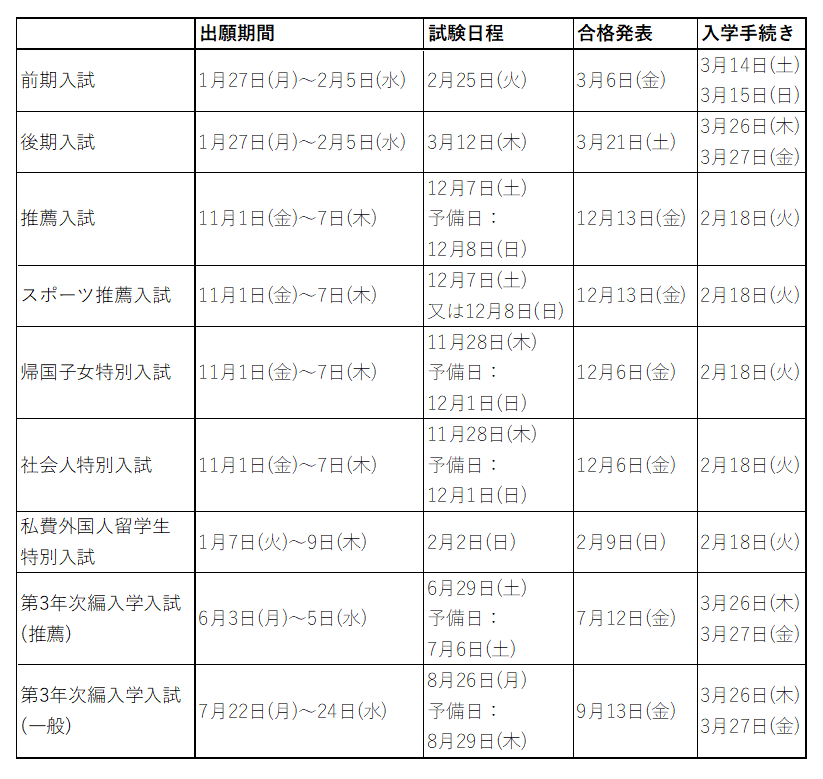 出願期間 試験日程 合格発表 入学手続き
前期入試 1月27日(月)～2月5日(水) 2月25日(火) 3月6日(金) 3月14日(土)
3月15日(日)
後期入試 1月27日(月)～2月5日(水) 3月12日(木) 3月21日(土) 3月26日(木)
3月27日(金)
推薦入試 11月1日(金)～7日(木) 12月7日(土)
予備日：
12月8日(日)
12月13日(金) 2月18日(火)
スポーツ推薦入試 11月1日(金)～7日(木) 12月7日(土)
又は12月8日(日)
12月13日(金) 2月18日(火)
帰国子女特別入試 11月1日(金)～7日(木) 11月28日(木)
予備日：
12月1日(日)
12月6日(金) 2月18日(火)
社会人特別入試 11月1日(金)～7日(木) 11月28日(木)
予備日：
12月1日(日)
12月6日(金) 2月18日(火)
私費外国人留学生
特別入試
1月7日(火)～9日(木) 2月2日(日) 2月9日(日) 2月18日(火)
第3年次編入学入試
(推薦)
6月3日(月)～5日(水) 6月29日(土)
予備日：
7月6日(土)
7月12日(金) 3月26日(木)
3月27日(金)
第3年次編入学入試
(一般)
7月22日(月)～24日(水) 8月26日(月)
予備日：
8月29日(木)
9月13日(金) 3月26日(木)
3月27日(金)